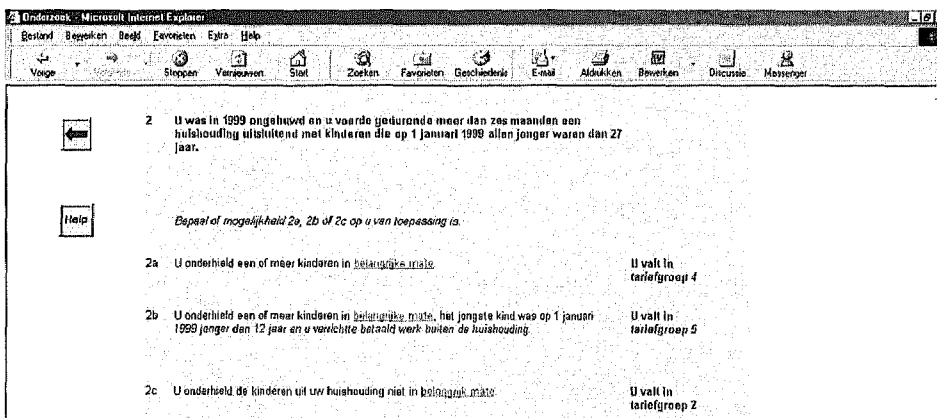 Onderzoek - Microsoft Internet Explorer
Bestand Bewerken Beeld Favorieten Extra Help
Vorige Stoppen Vernieuwen Start Zoeken Favorieten Geschiedenis E-mail Afdrukken Bewerken Discussie Messenger
2 U was in 1999 ongehuwd en u voerde gedurende meer dan zes maanden een
huishouding uitsluitend met kinderen die op 1 januari 1999 allen jonger waren dan 27
jaar.
Help
Bepaal of mogelijkheid 2a, 2b of 2c op u van toepassing is.
2a U onderhield een of meer kinderen in belangrijke mate. U valt in
tariefgroep 4
2b U onderhield een of meer kinderen in belangrijke mate, het jongste kind was op 1 januari U valt in
1999 jonger dan 12 jaar en u verrichtte betaald werk buiten de huishouding. tariefgroep 5
2c U onderhield de kinderen uit uw huishouding niet in belangrijk mate. U valt in
tariefgroep 2